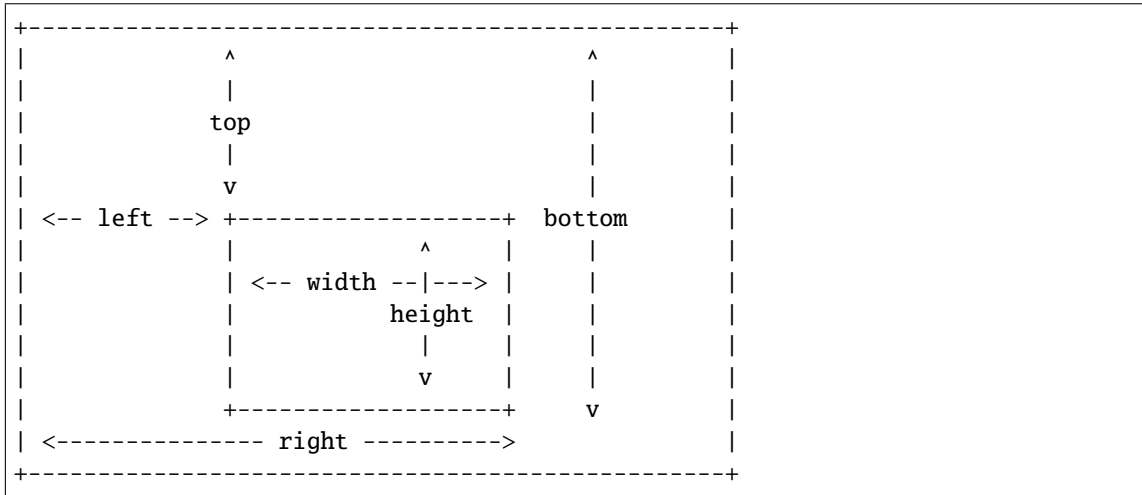 +--------------------------------------------------+
|              ^                         ^         |
|              |                         |         |
|             top                        |         |
|              |                         |         |
|              v                         |         |
| <-- left --> +-------------------+  bottom       |
|              |             ^     |     |         |
|              | <-- width --|---> |     |         |
|              |           height  |     |         |
|              |             |     |     |         |
|              |             v     |     |         |
|              +-------------------+     v         |
| <--------------- right ---------->               |
+--------------------------------------------------+